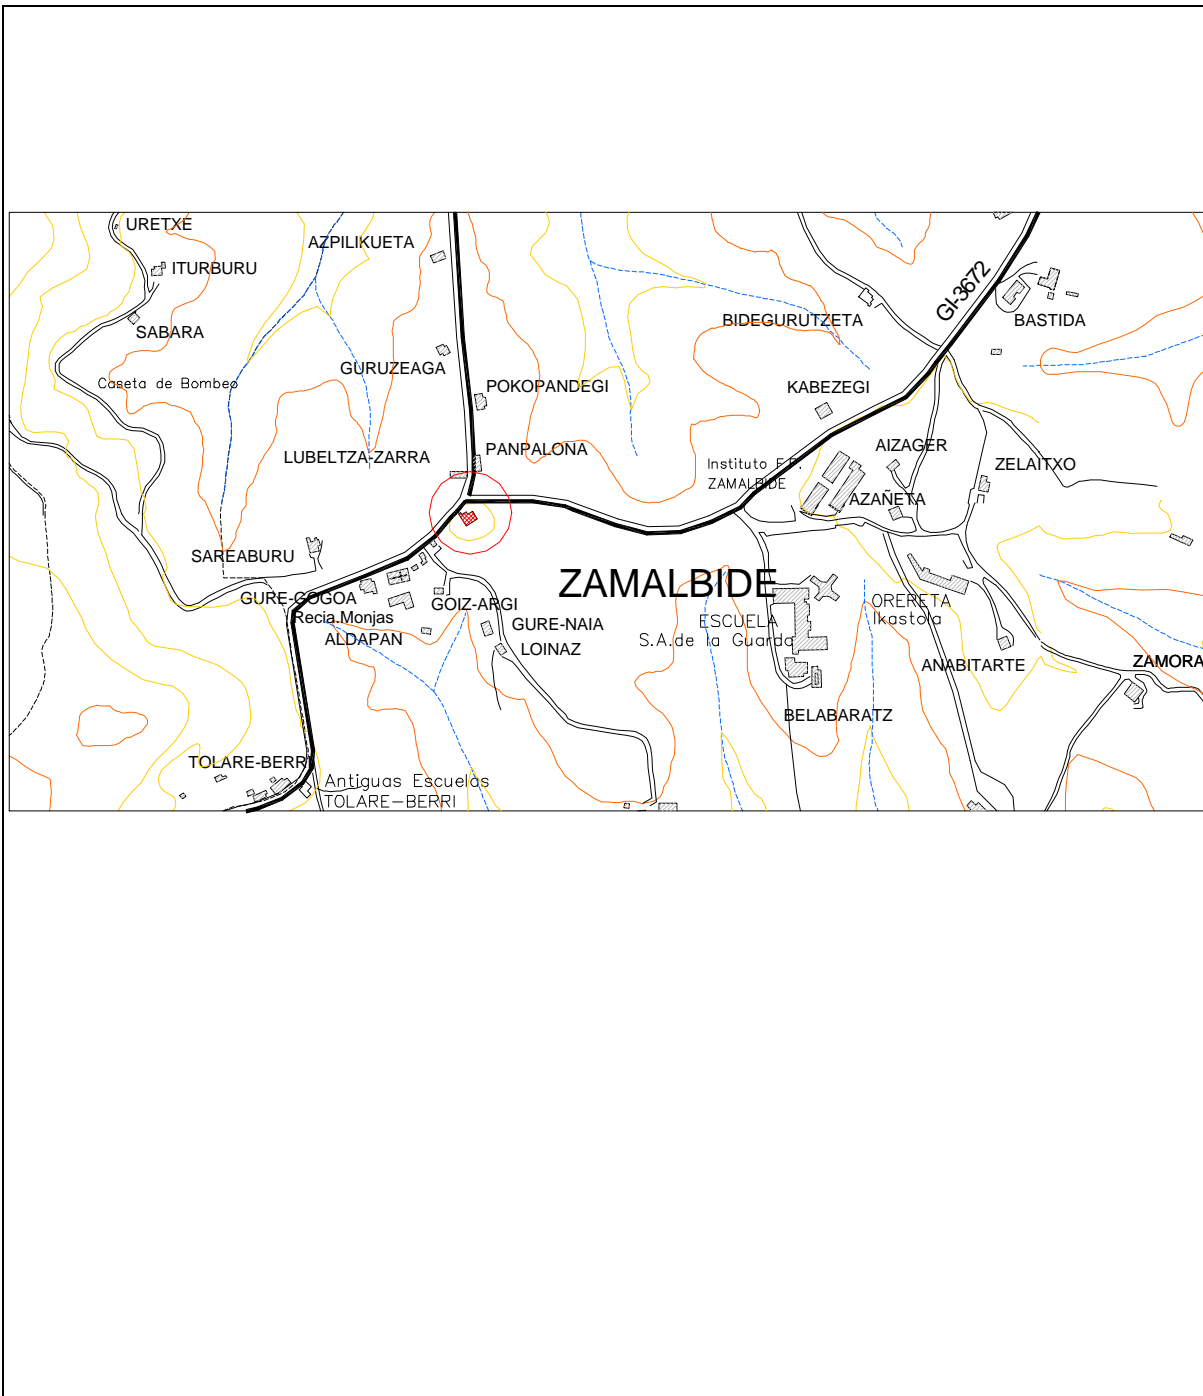 URETXE
AZPILIKUETA
ITURBURU
GI-3672
SABARA
BIDEGURUTZETA
BASTIDA
GURUZEAGA
Caseta de Bombeo
POKOPANDEGI
KABEZEGI
PANPALONA
AIZAGER
LUBELTZA-ZARRA
Instituto F.P.
ZAMALBIDE
ZELAITXO
AZAÑETA
SAREABURU
ZAMALBIDE
GURE-GOGOA
GOIZ-ARGI
ORERETA
Ikastola
Recia.Monjas
ALDAPAN
GURE-NAIA
LOINAZ
ESCUELA
S.A.de la Guarda
ANABITARTE
ZAMORA
BELABARATZ
TOLARE-BERRI
Antiguas Escuelas
TOLARE-BERRI